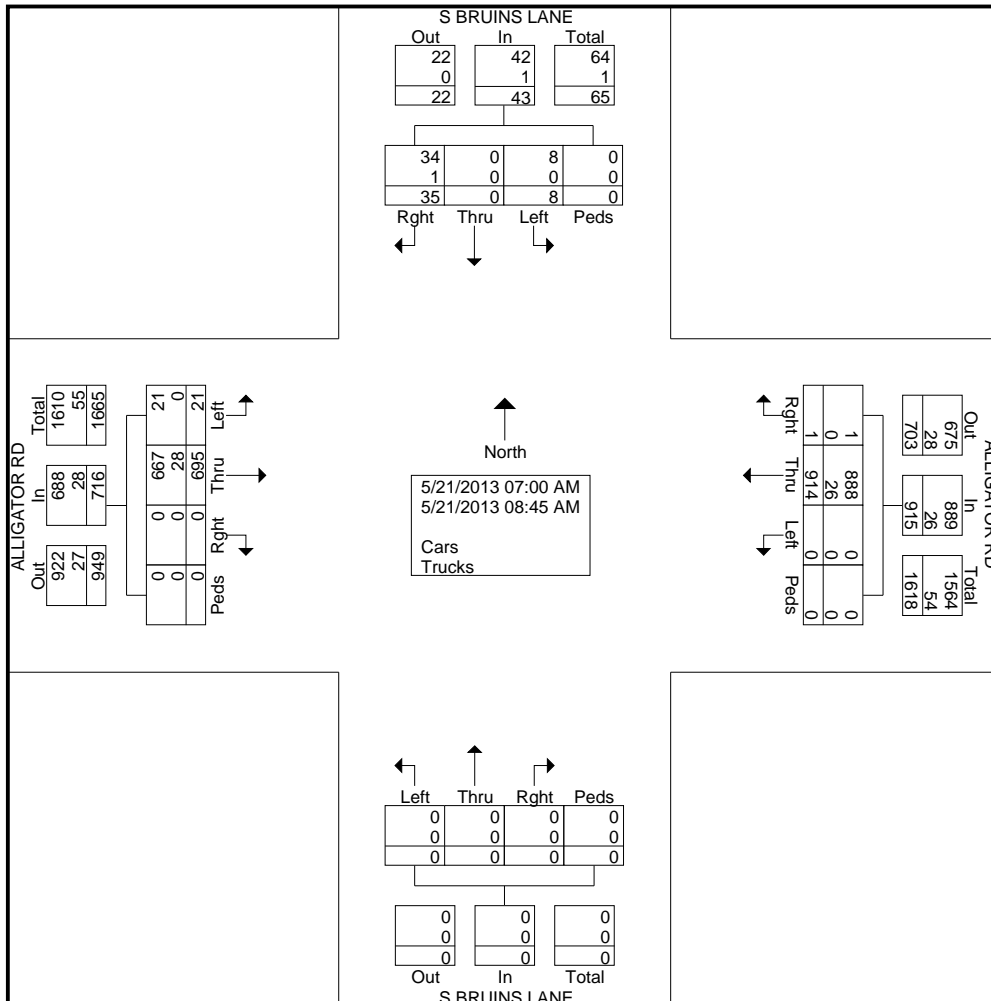 S BRUINS LANE
Out In Total
22 42 64
0 1 1
22 43 65
34 0 8 0
1 0 0 0
35 0 8 0
Rght Thru Left Peds
ALLIGATOR RD
Total In Out
1610 688 922
55 28 27
1665 716 949
21 667 0 0
0 28 0 0
21 695 0 0
Left Thru Rght Peds
North
5/21/2013 07:00 AM
5/21/2013 08:45 AM
Cars
Trucks
Rght Thru Left Peds
1 888 0 0
0 26 0 0
1 914 0 0
Out In Total
675 889 1564
28 26 54
703 915 1618
ALLIGATOR RD
Left Thru Rght Peds
0 0 0 0
0 0 0 0
0 0 0 0
0 0 0
0 0 0
0 0 0
Out In Total
S BRUINS LANE